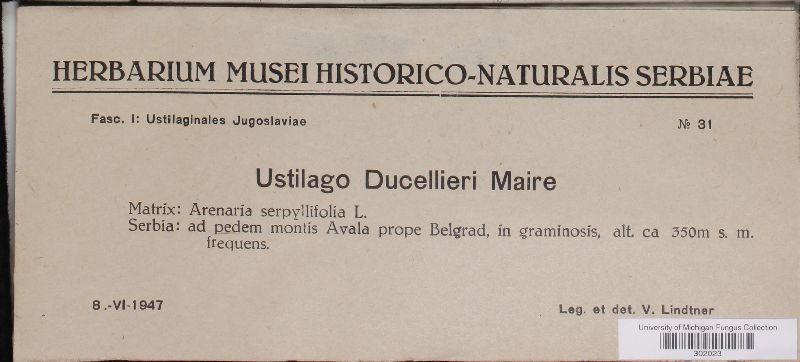 HERBARIUM MUSEI HISTORICO-NATURALIS SERBIAE
Fasc. I: Ustilaginales Jugoslaviae № 31
Ustilago Ducellieri Maire
Matrix: Arenaria serpyllifolia L.
Serbia: ad pedem montis Avala prope Belgrad, in graminosis, alt. ca 350m s. m.
frequens.
8.-VI-1947 Leg. et det. V. Lindtner
University of Michigan Fungus Collection
302023